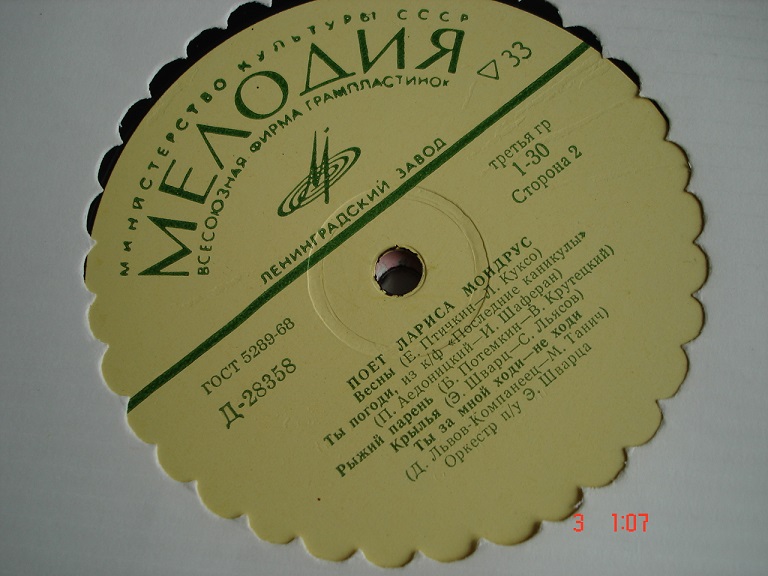 МИНИСТЕРСТВО КУЛЬТУРЫ СССР
МЕЛОДИЯ
ВСЕСОЮЗНАЯ ФИРМА ГРАМПЛАСТИНОК
33
ЛЕНИНГРАДСКИЙ ЗАВОД
третья гр
1-30
Сторона 2
ГОСТ 5289-68
Д-28358
ПОЕТ ЛАРИСА МОНДРУС
Весны (Е. Птичкин—Л. Куксо)
Ты погоди, из к/ф «Последние каникулы»
(П. Аедоницкий—И. Шаферан)
Рыжий парень (Б. Потемкин—В. Крутецкий)
Крылья (Э. Шварц—С. Льясов)
Ты за мной ходи—не ходи
(Д. Львов-Компанеец—М. Танич)
Оркестр п/у Э. Шварца
3 1:07